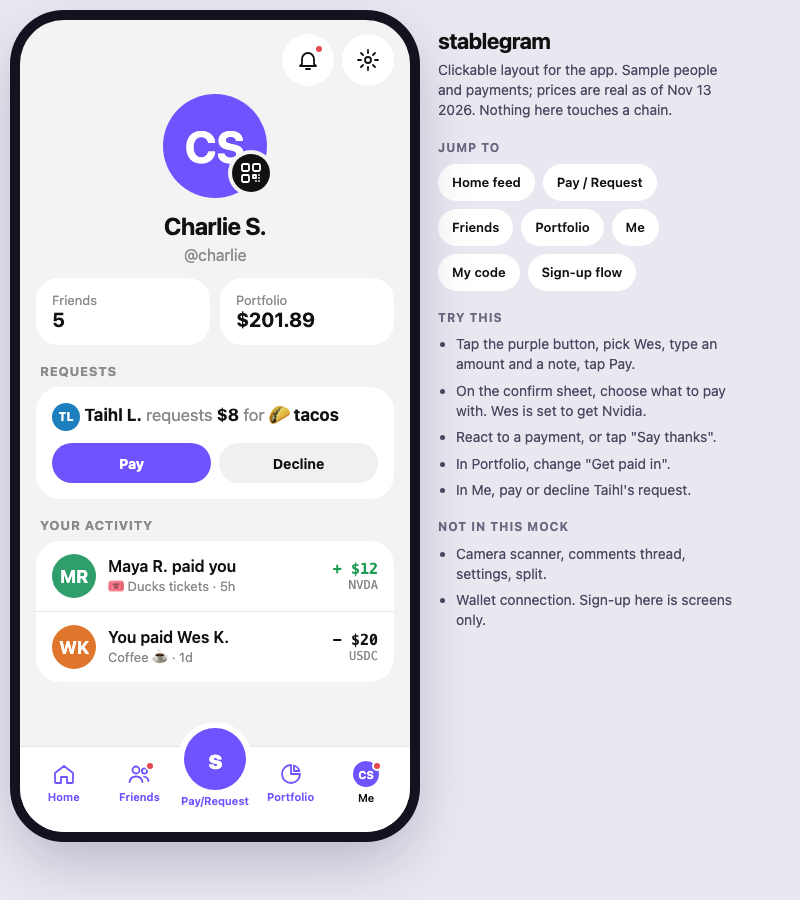 CS
Charlie S.
@charlie
Friends
5
Portfolio
$201.89
REQUESTS
TL Taihl L. requests $8 for 🌮 tacos
Pay
Decline
YOUR ACTIVITY
MR
Maya R. paid you
🎟️ Ducks tickets · 5h
+ $12
NVDA
WK
You paid Wes K.
Coffee ☕ · 1d
− $20
USDC
Home
Friends
s
Pay/Request
Portfolio
CS
Me
stablegram
Clickable layout for the app. Sample people
and payments; prices are real as of Nov 13
2026. Nothing here touches a chain.
JUMP TO
Home feed
Pay / Request
Friends
Portfolio
Me
My code
Sign-up flow
TRY THIS
• Tap the purple button, pick Wes, type an
amount and a note, tap Pay.
• On the confirm sheet, choose what to pay
with. Wes is set to get Nvidia.
• React to a payment, or tap "Say thanks".
• In Portfolio, change "Get paid in".
• In Me, pay or decline Taihl's request.
NOT IN THIS MOCK
• Camera scanner, comments thread,
settings, split.
• Wallet connection. Sign-up here is screens
only.